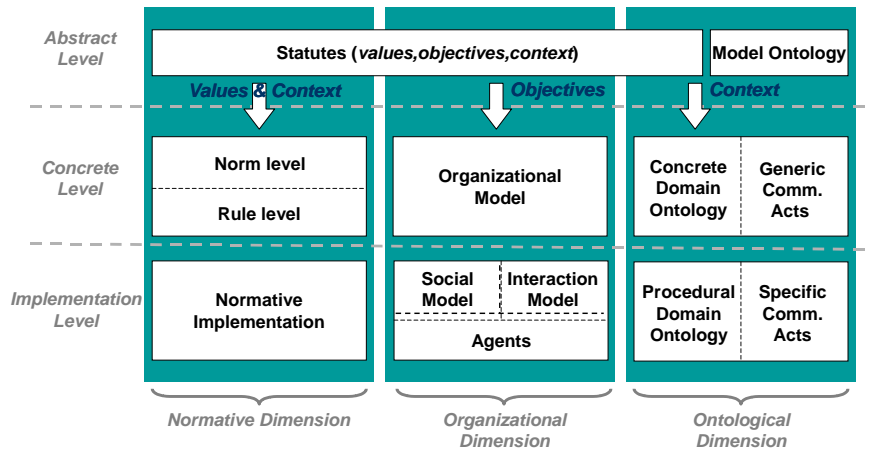 Abstract
Level
Statutes (values,objectives,context)
Model Ontology
Values & Context
Objectives
Context
Concrete
Level
Norm level
Rule level
Organizational
Model
Concrete
Domain
Ontology
Generic
Comm.
Acts
Implementation
Level
Normative
Implementation
Social
Model
Interaction
Model
Agents
Procedural
Domain
Ontology
Specific
Comm.
Acts
Normative Dimension
Organizational
Dimension
Ontological
Dimension